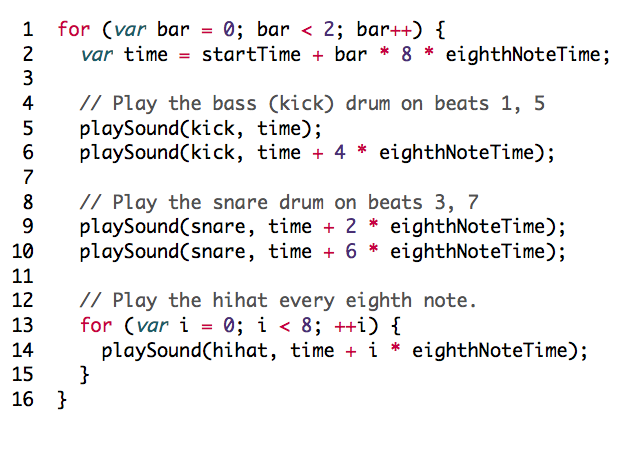 1 for (var bar = 0; bar < 2; bar++) {
2   var time = startTime + bar * 8 * eighthNoteTime;
3
4   // Play the bass (kick) drum on beats 1, 5
5   playSound(kick, time);
6   playSound(kick, time + 4 * eighthNoteTime);
7
8   // Play the snare drum on beats 3, 7
9   playSound(snare, time + 2 * eighthNoteTime);
10   playSound(snare, time + 6 * eighthNoteTime);
11
12   // Play the hihat every eighth note.
13   for (var i = 0; i < 8; ++i) {
14     playSound(hihat, time + i * eighthNoteTime);
15   }
16 }